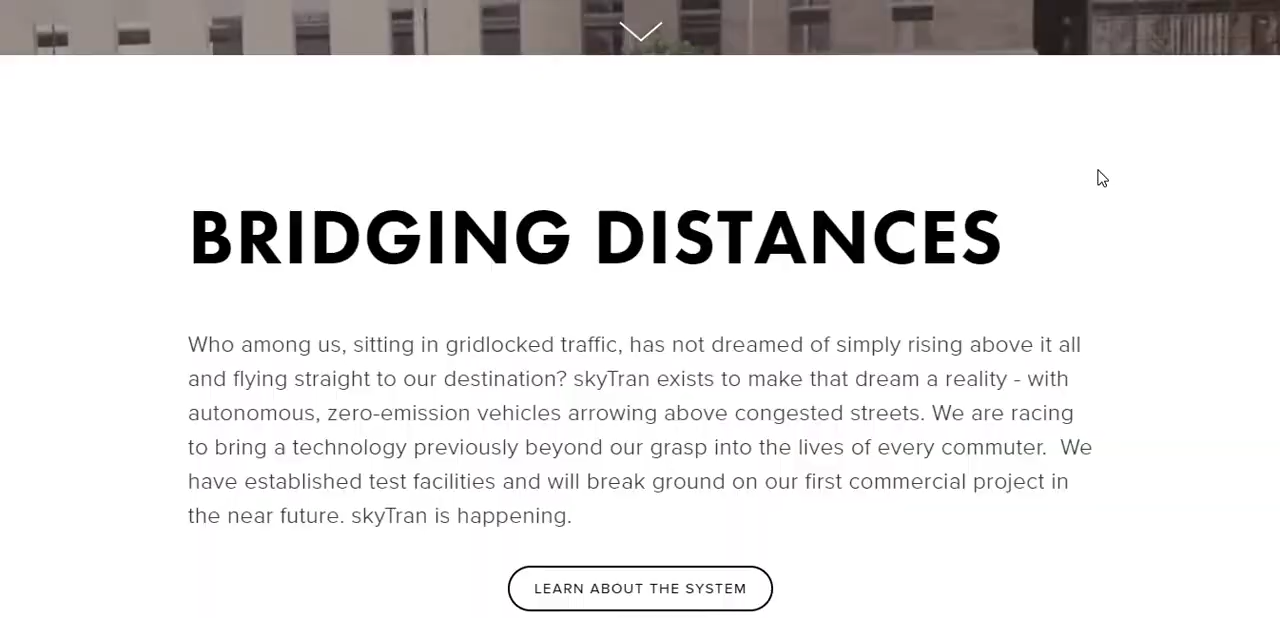 BRIDGING DISTANCES
Who among us, sitting in gridlocked traffic, has not dreamed of simply rising above it all
and flying straight to our destination? skyTran exists to make that dream a reality - with
autonomous, zero-emission vehicles arrowing above congested streets. We are racing
to bring a technology previously beyond our grasp into the lives of every commuter.  We
have established test facilities and will break ground on our first commercial project in
the near future. skyTran is happening.
LEARN ABOUT THE SYSTEM